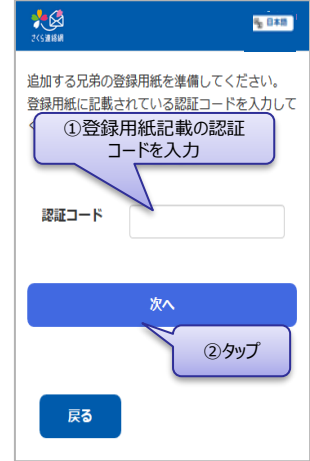 さくら連絡網
日本語
追加する兄弟の登録用紙を準備してください。
登録用紙に記載されている認証コードを入力して
①登録用紙記載の認証
コードを入力
認証コード
次へ
②タップ
戻る